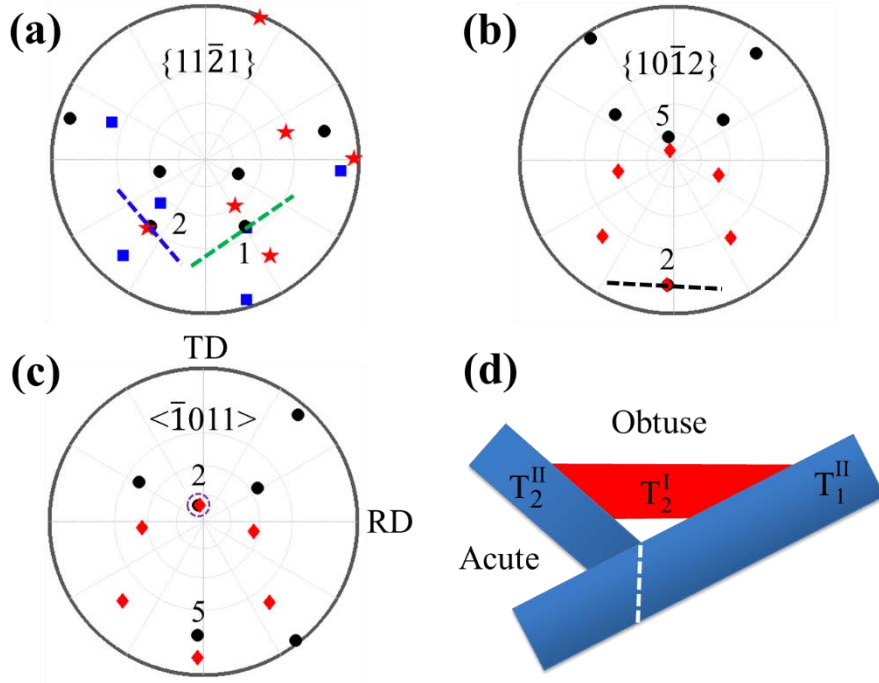 (a)
{112̄1}
2
1
(b)
{101̄2}
5
2
(c)
TD
<1̄011>
2
RD
5
(d)
Obtuse
T₂ᴵᴵ
T₂ᴵ
T₁ᴵᴵ
Acute